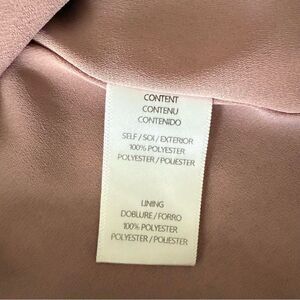 CONTENT
CONTENU
CONTENIDO
SELF / SOI / EXTERIOR
100% POLYESTER
POLYESTER / POLIESTER
LINING
DOBLURE / FORRO
100% POLYESTER
POLYESTER / POLIESTER